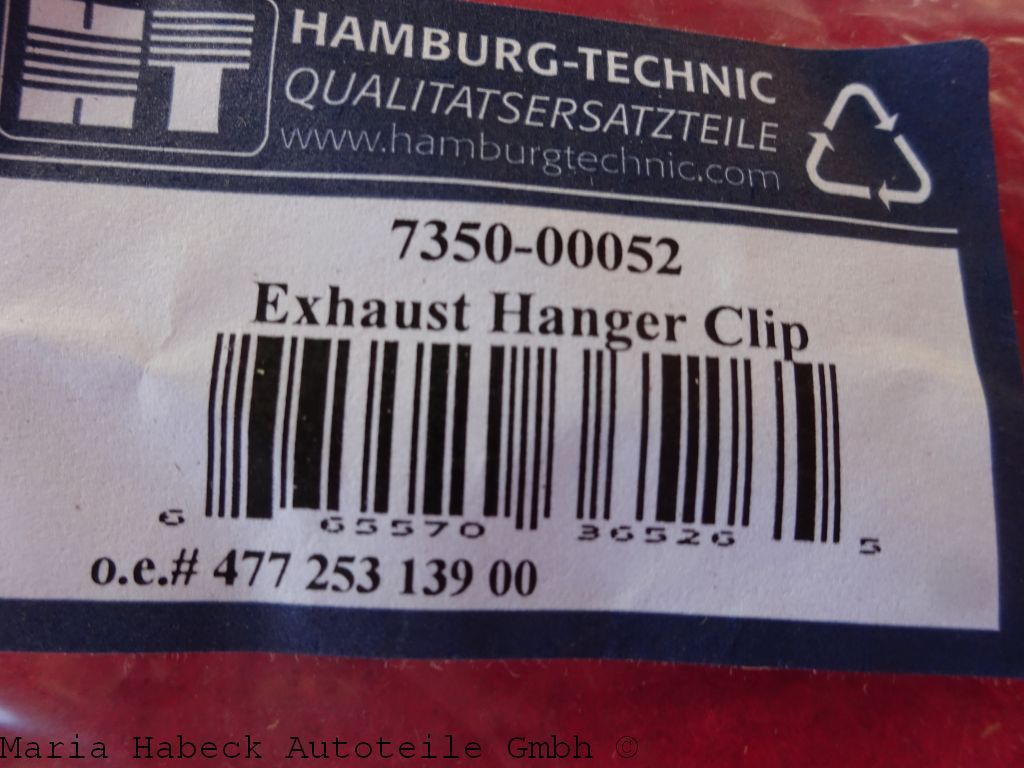 HT
HAMBURG-TECHNIC
QUALITATSERSATZTEILE
www.hamburgtechnic.com
7350-00052
Exhaust Hanger Clip
6 65570 36526 5
o.e.# 477 253 139 00
Maria Habeck Autoteile Gmbh ©